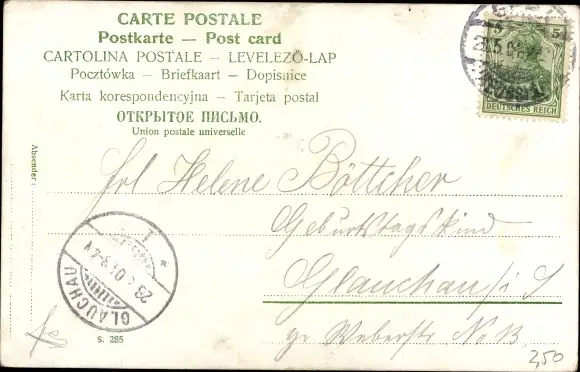 CARTE POSTALE
Postkarte – Post card
CARTOLINA POSTALE – LEVELEZŐ-LAP
Pocztówka – Briefkaart – Dopisnice
Karta korespondencyjna – Tarjeta postal
ОТКРЫТОЕ ПИСЬМО.
Union postale universelle
5
DEUTSCHES REICH
Absender:
Frl Helene Böttcher
Geburtstagskind
Glauchau i/S
gr Weberstr No 13.
GLAUCHAU
S. 285
2,50